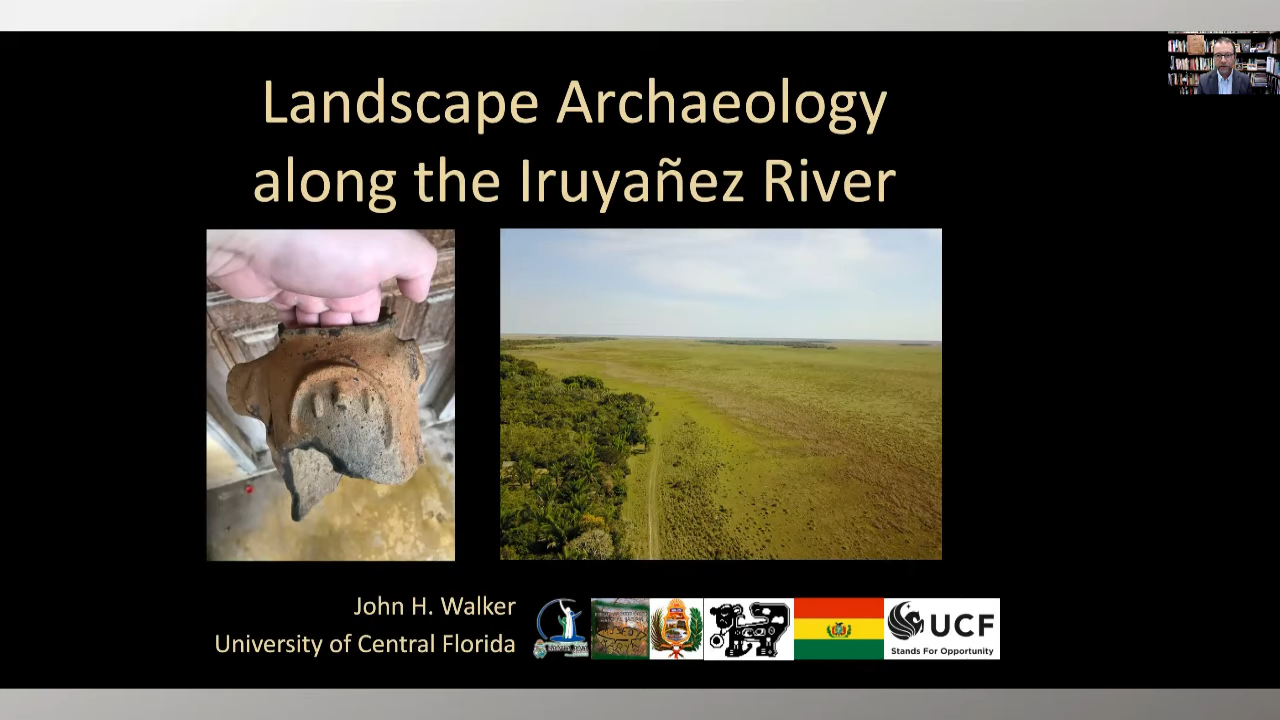 Landscape Archaeology
along the Iruyañez River
John H. Walker
University of Central Florida
UCF
Stands For Opportunity